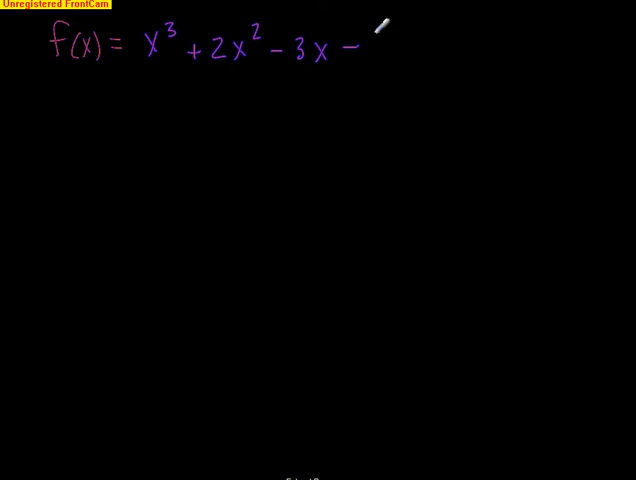 Unregistered FrontCam
f(x) = x³ + 2x² - 3x -